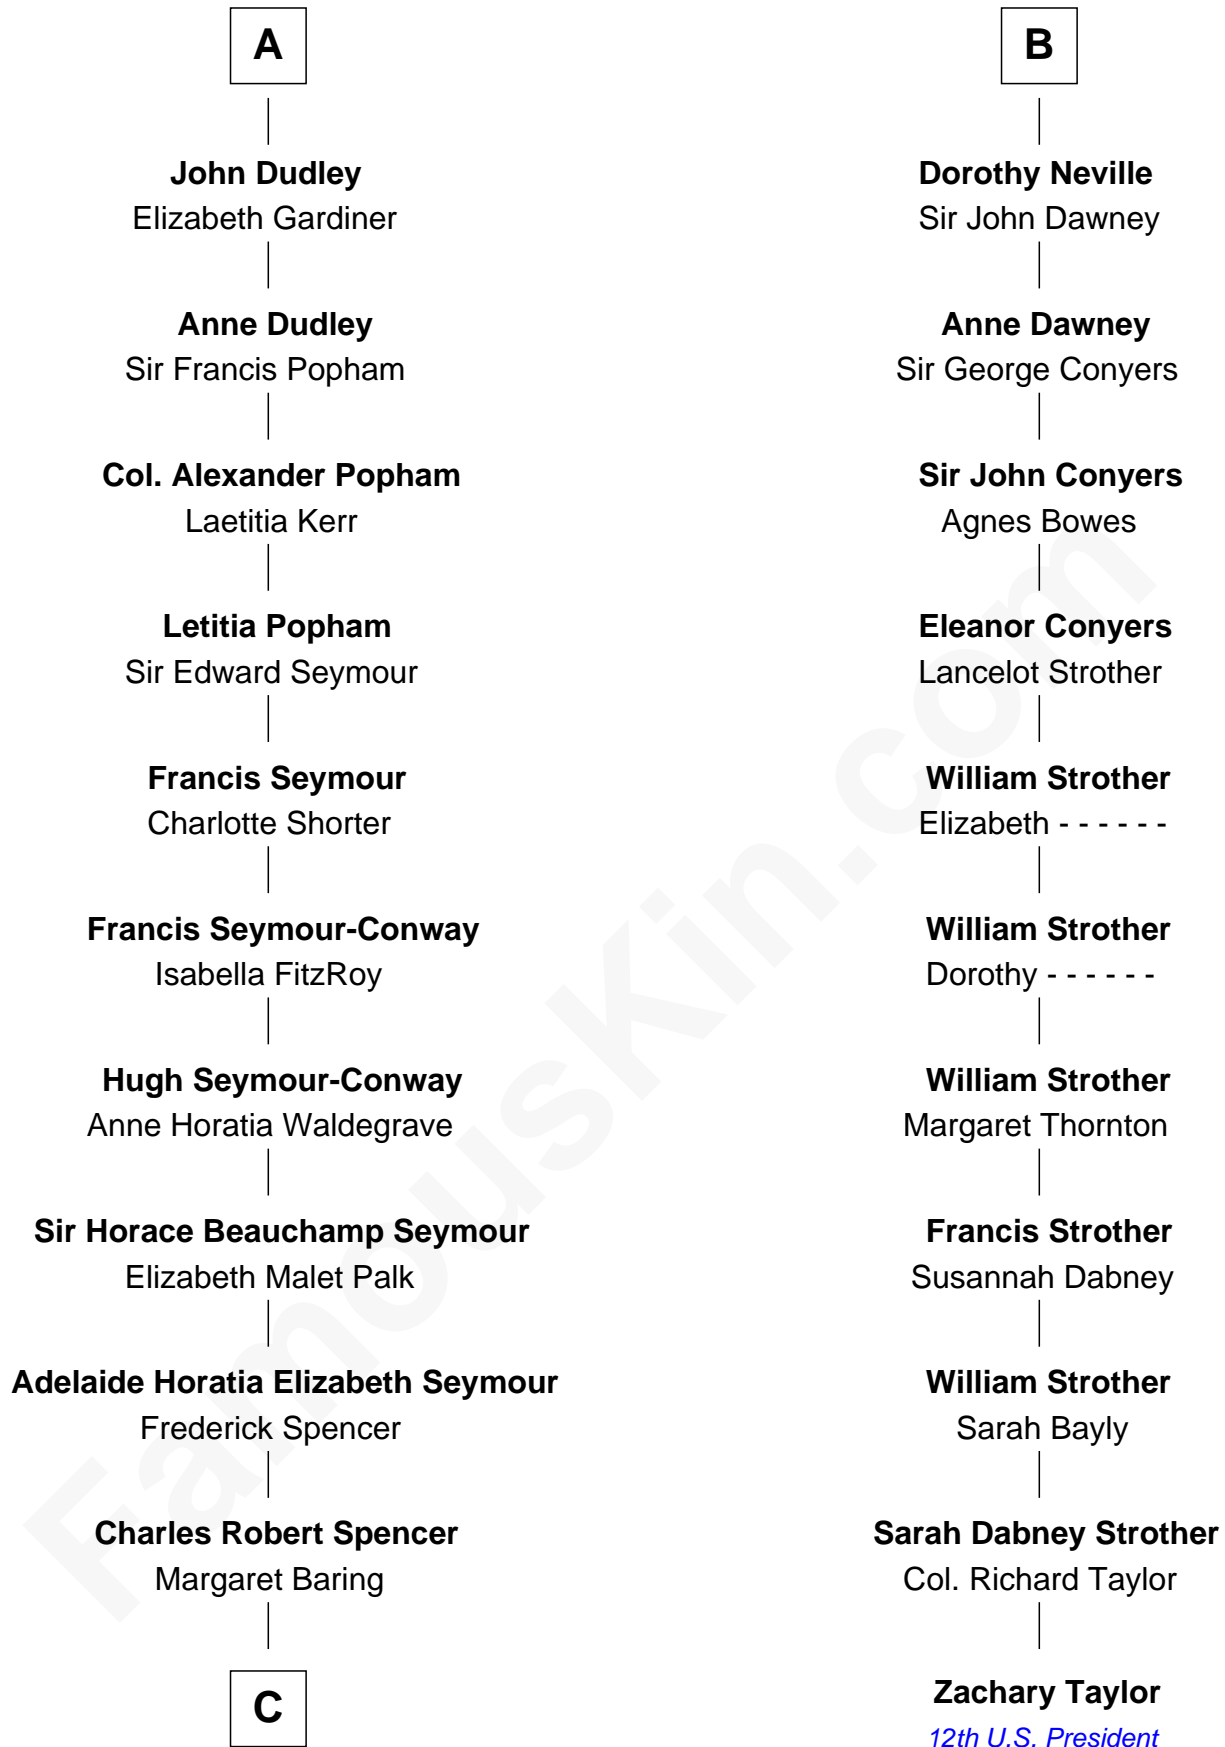 A
John Dudley
Elizabeth Gardiner
Anne Dudley
Sir Francis Popham
Col. Alexander Popham
Laetitia Kerr
Letitia Popham
Sir Edward Seymour
Francis Seymour
Charlotte Shorter
Francis Seymour-Conway
Isabella FitzRoy
Hugh Seymour-Conway
Anne Horatia Waldegrave
Sir Horace Beauchamp Seymour
Elizabeth Malet Palk
Adelaide Horatia Elizabeth Seymour
Frederick Spencer
Charles Robert Spencer
Margaret Baring
C
B
Dorothy Neville
Sir John Dawney
Anne Dawney
Sir George Conyers
Sir John Conyers
Agnes Bowes
Eleanor Conyers
Lancelot Strother
William Strother
Elizabeth - - - - - -
William Strother
Dorothy - - - - - -
William Strother
Margaret Thornton
Francis Strother
Susannah Dabney
William Strother
Sarah Bayly
Sarah Dabney Strother
Col. Richard Taylor
Zachary Taylor
12th U.S. President
FamousKin.com